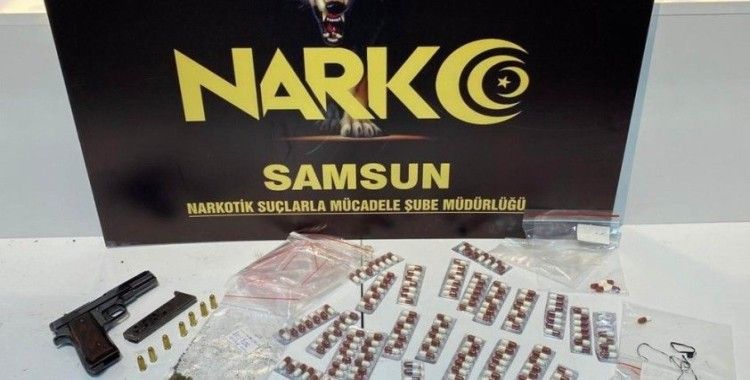 NARKO
SAMSUN
NARKOTİK SUÇLARLA MÜCADELE ŞUBE MÜDÜRLÜĞÜ